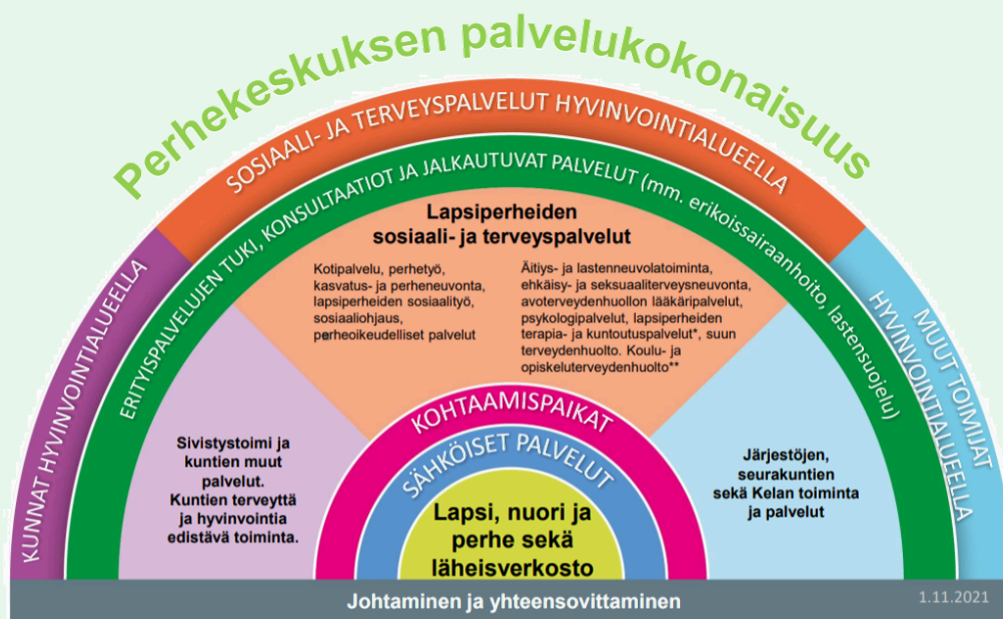 Perhekeskuksen palvelukokonaisuus
SOSIAALI- JA TERVEYSPALVELUT HYVINVOINTIALUEELLA
KUNNAT HYVINVOINTIALUEELLA
MUUT TOIMIJAT
HYVINVOINTIALUEELLA
ERITYISPALVELUJEN TUKI, KONSULTAATIOT JA JALKAUTUVAT PALVELUT (mm. erikoissairaanhoito, lastensuojelu)
Lapsiperheiden
sosiaali- ja terveyspalvelut
Kotipalvelu, perhetyö,
kasvatus- ja perheneuvonta,
lapsiperheiden sosiaalityö,
sosiaaliohjaus,
perheoikeudelliset palvelut
Äitiys- ja lastenneuvolatoiminta,
ehkäisy- ja seksuaaliterveysneuvonta,
avoterveydenhuollon lääkäripalvelut,
psykologipalvelut, lapsiperheiden
terapia- ja kuntoutuspalvelut*, suun
terveydenhuolto. Koulu- ja
opiskeluterveydenhuolto**
Sivistystoimi ja
kuntien muut
palvelut.
Kuntien terveyttä
ja hyvinvointia
edistävä toiminta.
Järjestöjen,
seurakuntien
sekä Kelan toiminta
ja palvelut
KOHTAAMISPAIKAT
SÄHKÖISET PALVELUT
Lapsi, nuori ja
perhe sekä
läheisverkosto
Johtaminen ja yhteensovittaminen
1.11.2021